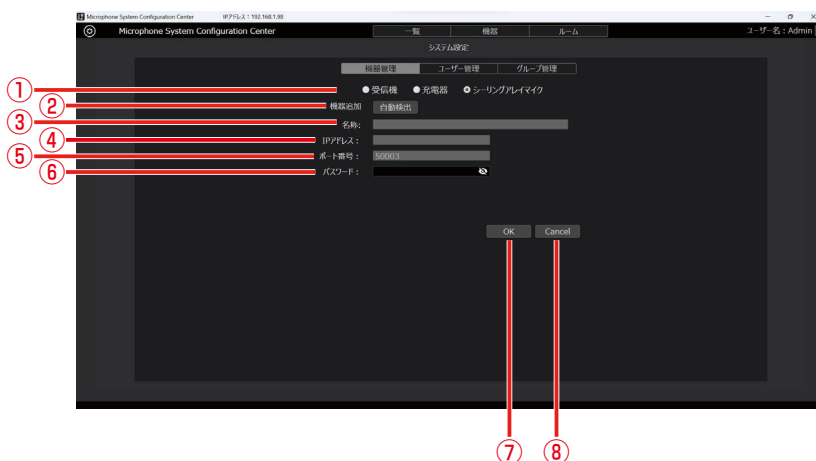 Microphone System Configuration Center IPアドレス：192.168.1.98
Microphone System Configuration Center 一覧 機器 ルーム ユーザー名：Admin
システム設定
機器管理 ユーザー管理 グループ管理
① 受信機 充電器 シーリングアレイマイク
② 機器追加 自動検出
③ 名称:
④ IPアドレス：
⑤ ポート番号： 50003
⑥ パスワード：
OK Cancel
⑦ ⑧